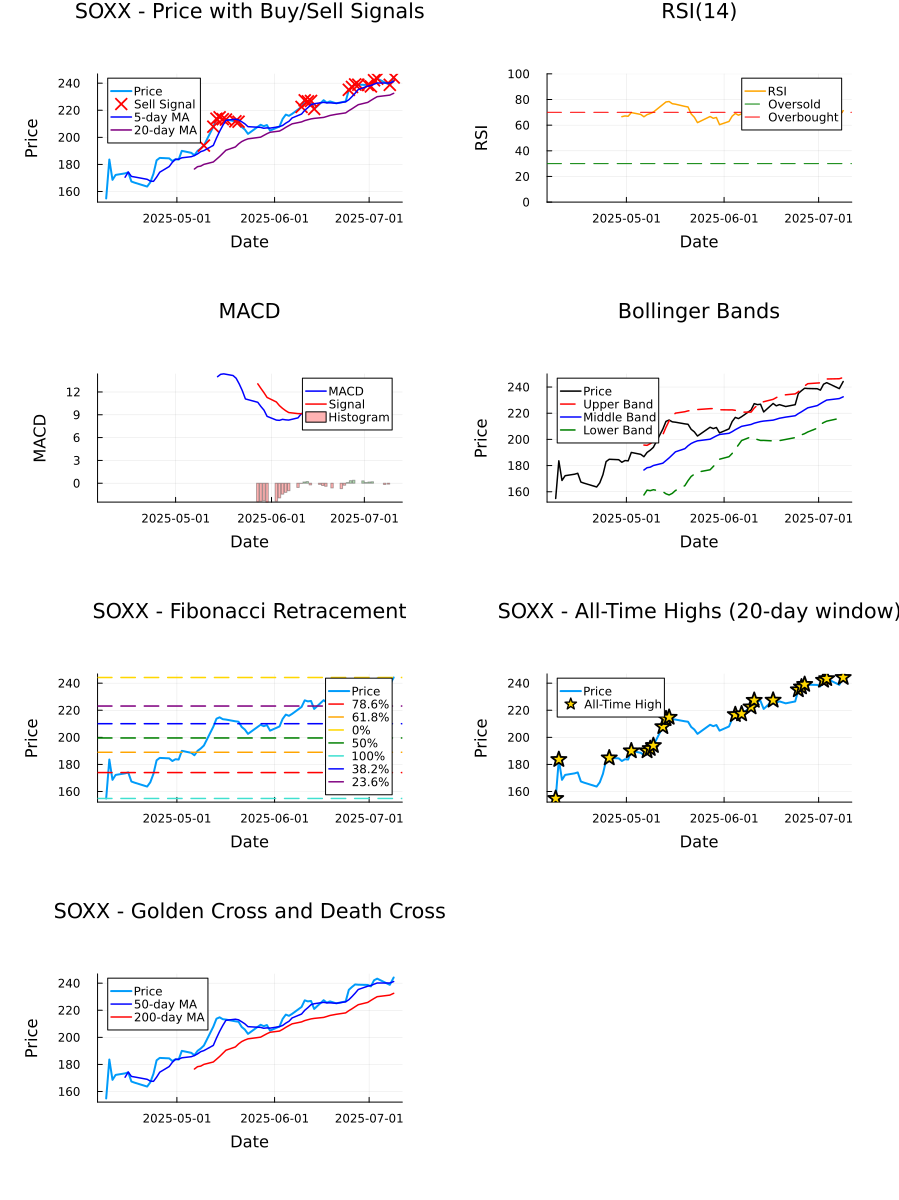 SOXX - Price with Buy/Sell Signals
Price
240
220
200
180
160
Price
Sell Signal
5-day MA
20-day MA
2025-05-01
2025-06-01
2025-07-01
Date
RSI(14)
RSI
100
80
60
40
20
0
RSI
Oversold
Overbought
2025-05-01
2025-06-01
2025-07-01
Date
MACD
MACD
12
9
6
3
0
MACD
Signal
Histogram
2025-05-01
2025-06-01
2025-07-01
Date
Bollinger Bands
Price
240
220
200
180
160
Price
Upper Band
Middle Band
Lower Band
2025-05-01
2025-06-01
2025-07-01
Date
SOXX - Fibonacci Retracement
Price
240
220
200
180
160
Price
78.6%
61.8%
0%
50%
100%
38.2%
23.6%
2025-05-01
2025-06-01
2025-07-01
Date
SOXX - All-Time Highs (20-day window)
Price
240
220
200
180
160
Price
All-Time High
2025-05-01
2025-06-01
2025-07-01
Date
SOXX - Golden Cross and Death Cross
Price
240
220
200
180
160
Price
50-day MA
200-day MA
2025-05-01
2025-06-01
2025-07-01
Date